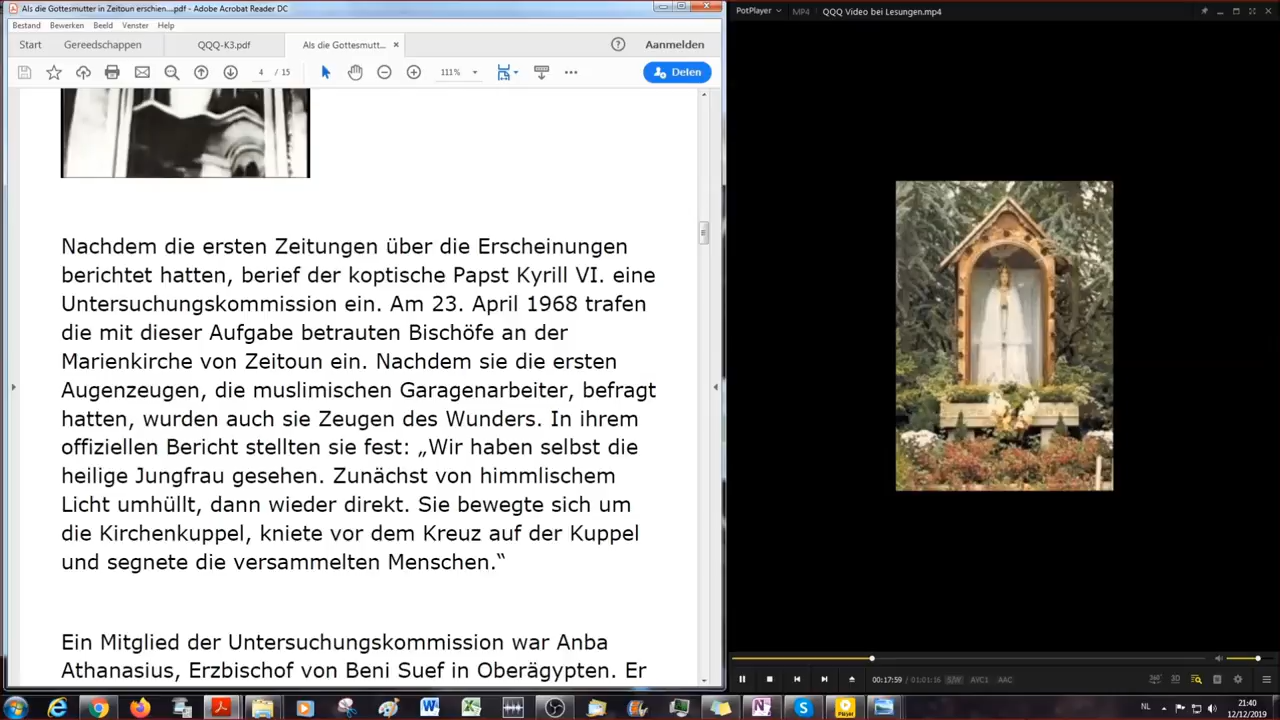 Als die Gottesmutter in Zeitoun erschien....pdf - Adobe Acrobat Reader DC
Bestand Bewerken Beeld Venster Help
Start Gereedschappen QQQ-K3.pdf Als die Gottesmutt... ×
Aanmelden
4 / 15
111%
Delen
Nachdem die ersten Zeitungen über die Erscheinungen
berichtet hatten, berief der koptische Papst Kyrill VI. eine
Untersuchungskommission ein. Am 23. April 1968 trafen
die mit dieser Aufgabe betrauten Bischöfe an der
Marienkirche von Zeitoun ein. Nachdem sie die ersten
Augenzeugen, die muslimischen Garagenarbeiter, befragt
hatten, wurden auch sie Zeugen des Wunders. In ihrem
offiziellen Bericht stellten sie fest: „Wir haben selbst die
heilige Jungfrau gesehen. Zunächst von himmlischem
Licht umhüllt, dann wieder direkt. Sie bewegte sich um
die Kirchenkuppel, kniete vor dem Kreuz auf der Kuppel
und segnete die versammelten Menschen.“
Ein Mitglied der Untersuchungskommission war Anba
Athanasius, Erzbischof von Beni Suef in Oberägypten. Er
PotPlayer MP4 QQQ Video bei Lesungen.mp4
00:17:59 / 01:01:16 S/W AVC1 AAC
360° 3D
NL
21:40
12/12/2019